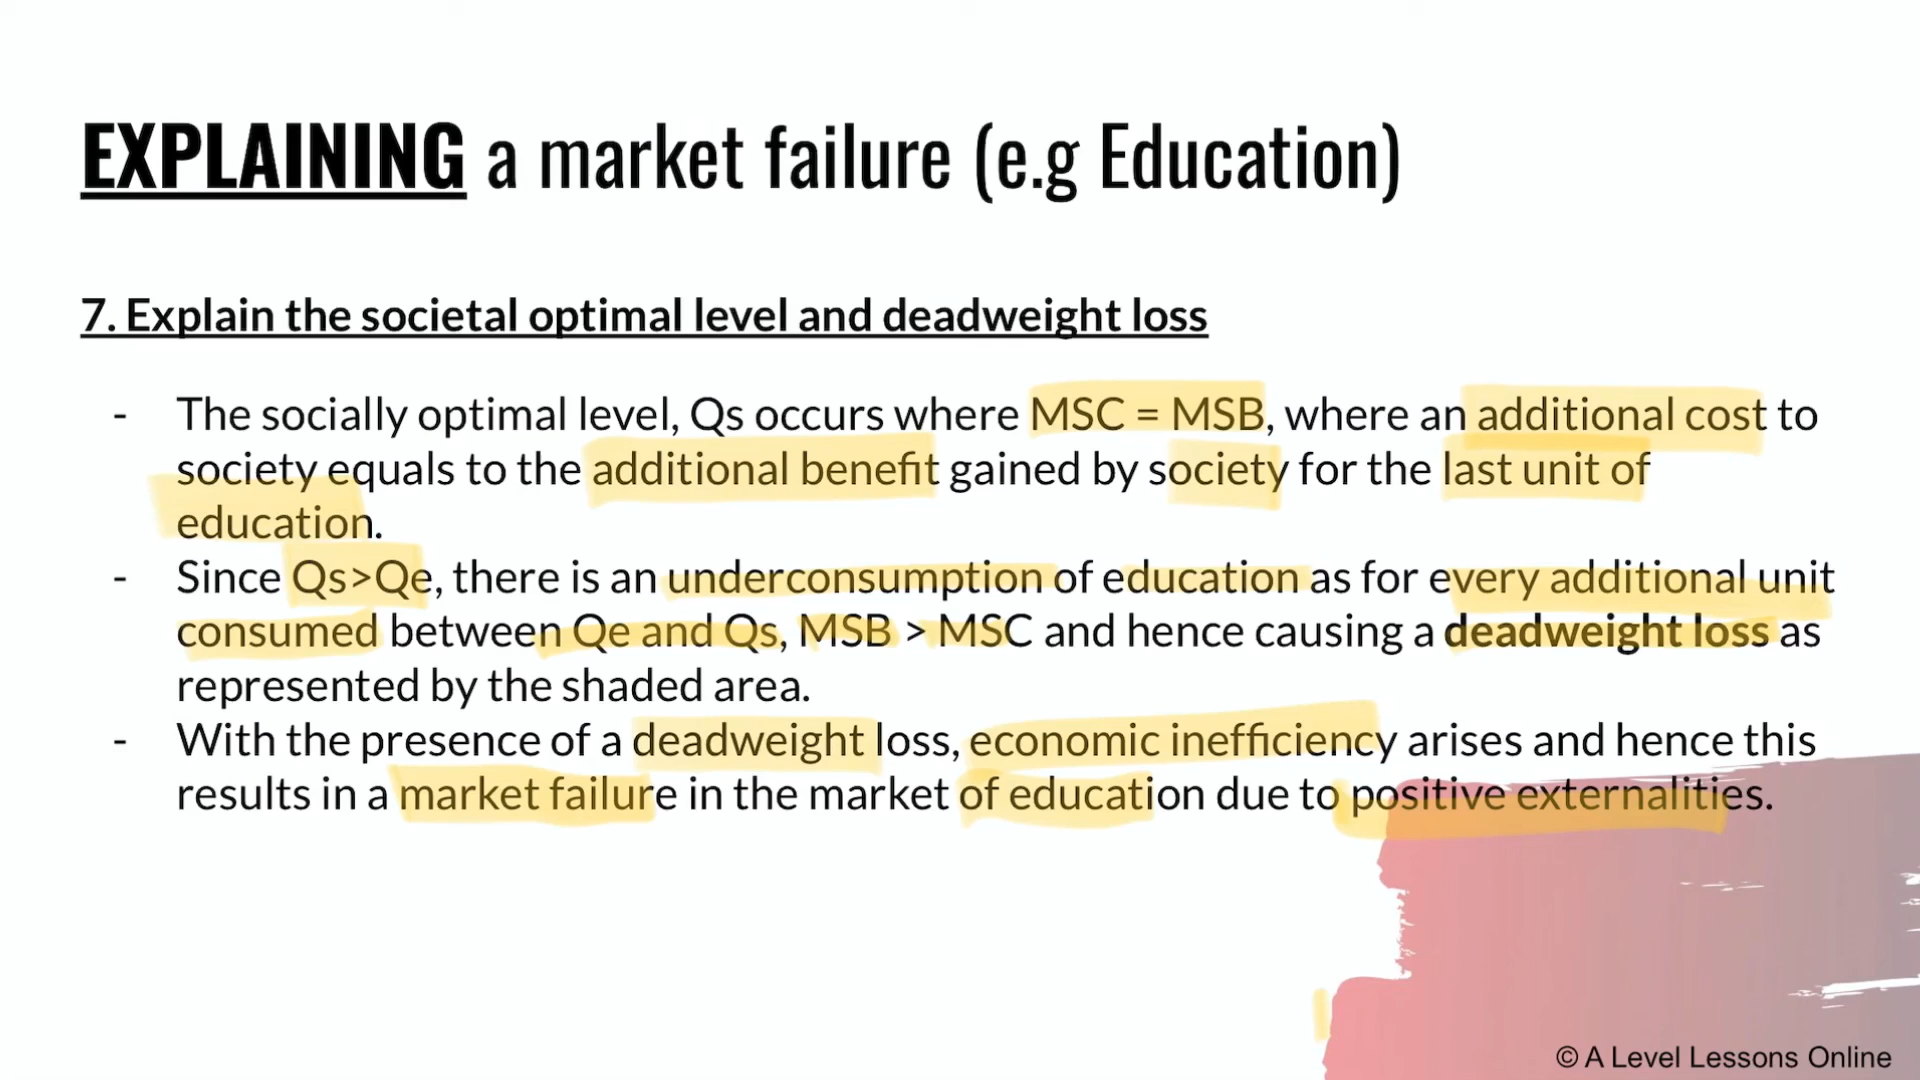 EXPLAINING a market failure (e.g Education)
7. Explain the societal optimal level and deadweight loss
- The socially optimal level, Qs occurs where MSC = MSB, where an additional cost to
society equals to the additional benefit gained by society for the last unit of
education.
- Since Qs>Qe, there is an underconsumption of education as for every additional unit
consumed between Qe and Qs, MSB > MSC and hence causing a deadweight loss as
represented by the shaded area.
- With the presence of a deadweight loss, economic inefficiency arises and hence this
results in a market failure in the market of education due to positive externalities.
© A Level Lessons Online